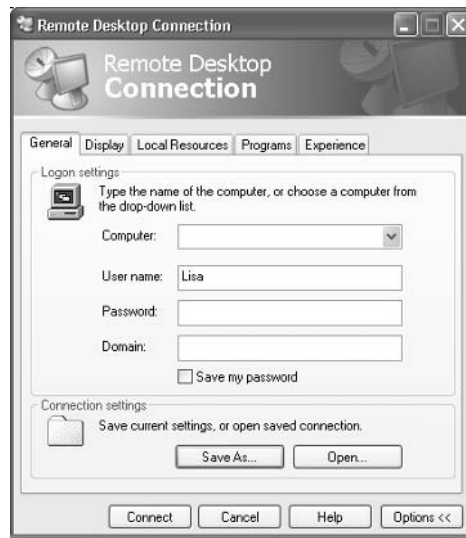 Remote Desktop Connection
Remote Desktop
Connection
General Display Local Resources Programs Experience
Logon settings
Type the name of the computer, or choose a computer from
the drop-down list.
Computer:
User name: Lisa
Password:
Domain:
Save my password
Connection settings
Save current settings, or open saved connection.
Save As... Open...
Connect Cancel Help Options <<